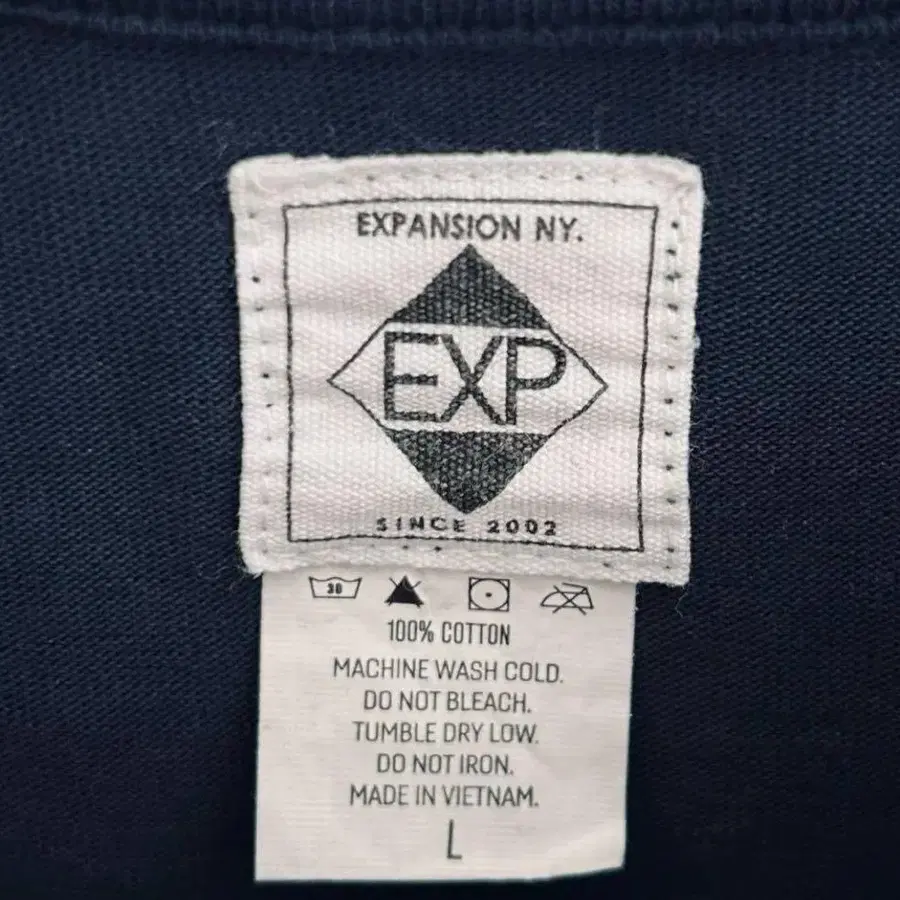 EXPANSION NY.
EXP
SINCE 2002
30
100% COTTON
MACHINE WASH COLD.
DO NOT BLEACH.
TUMBLE DRY LOW.
DO NOT IRON.
MADE IN VIETNAM.
L